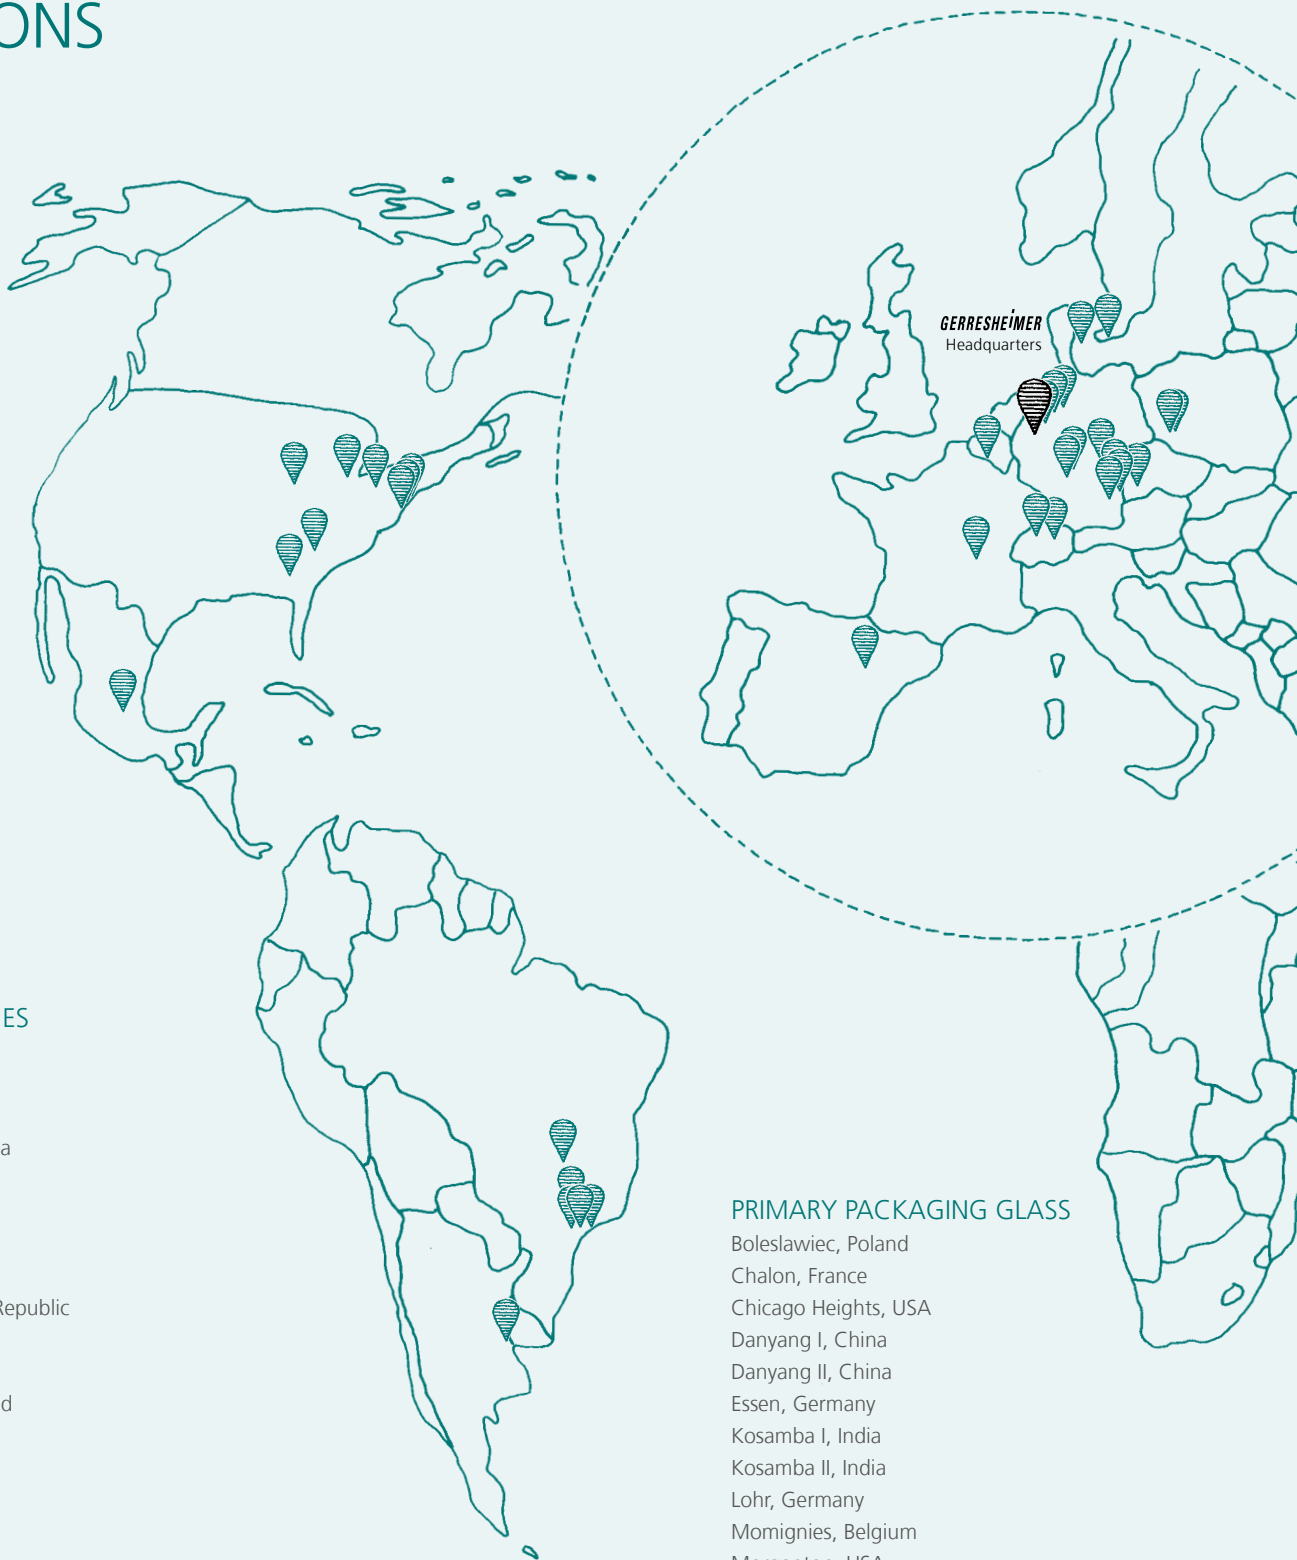 ONS
GERRESHEIMER
Headquarters
ES
a
Republic
d
PRIMARY PACKAGING GLASS
Boleslawiec, Poland
Chalon, France
Chicago Heights, USA
Danyang I, China
Danyang II, China
Essen, Germany
Kosamba I, India
Kosamba II, India
Lohr, Germany
Momignies, Belgium